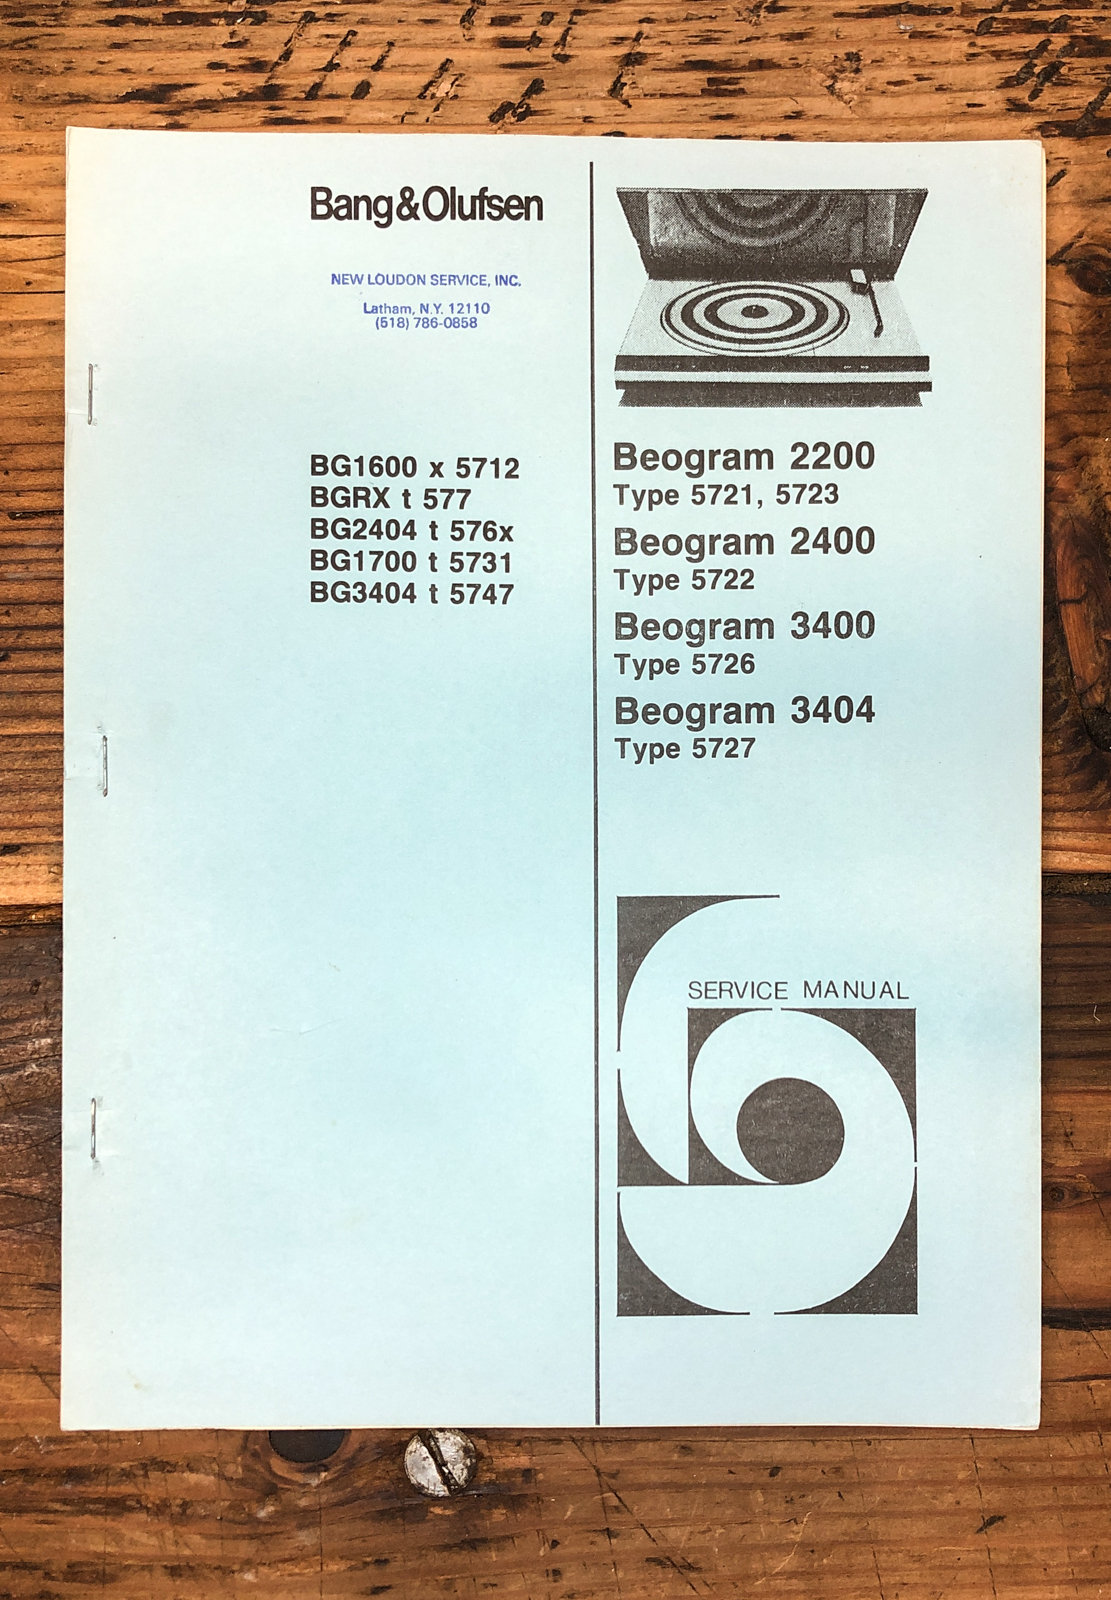 Bang&Olufsen
NEW LOUDON SERVICE, INC.
Latham, N.Y. 12110
(518) 786-0858
BG1600 x 5712
BGRX t 577
BG2404 t 576x
BG1700 t 5731
BG3404 t 5747
Beogram 2200
Type 5721, 5723
Beogram 2400
Type 5722
Beogram 3400
Type 5726
Beogram 3404
Type 5727
SERVICE MANUAL